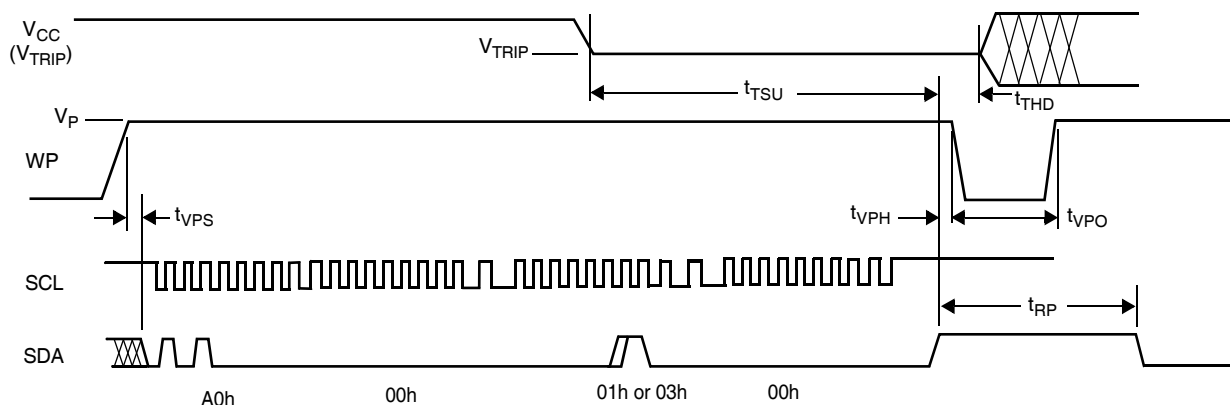 VCC
(VTRIP)
VTRIP
tTSU
tTHD
VP
WP
tVPS
tVPH
tVPO
SCL
tRP
SDA
A0h
00h
01h or 03h
00h